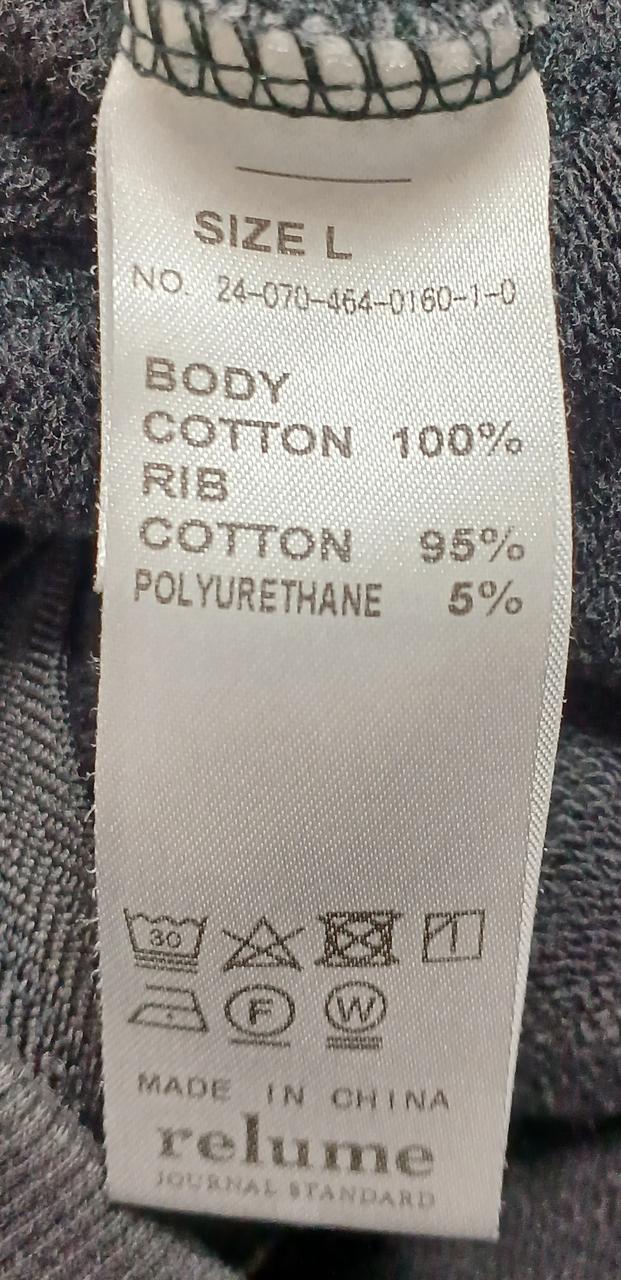 SIZE L
NO. 24-070-464-0160-1-0
BODY
COTTON 100%
RIB
COTTON 95%
POLYURETHANE 5%
30
F W
MADE IN CHINA
relume
JOURNAL STANDARD